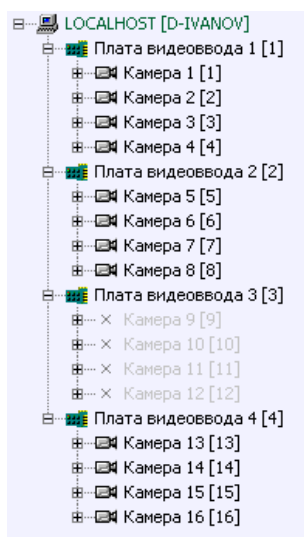 LOCALHOST [D-IVANOV]
Плата видеоввода 1 [1]
Камера 1 [1]
Камера 2 [2]
Камера 3 [3]
Камера 4 [4]
Плата видеоввода 2 [2]
Камера 5 [5]
Камера 6 [6]
Камера 7 [7]
Камера 8 [8]
Плата видеоввода 3 [3]
Камера 9 [9]
Камера 10 [10]
Камера 11 [11]
Камера 12 [12]
Плата видеоввода 4 [4]
Камера 13 [13]
Камера 14 [14]
Камера 15 [15]
Камера 16 [16]